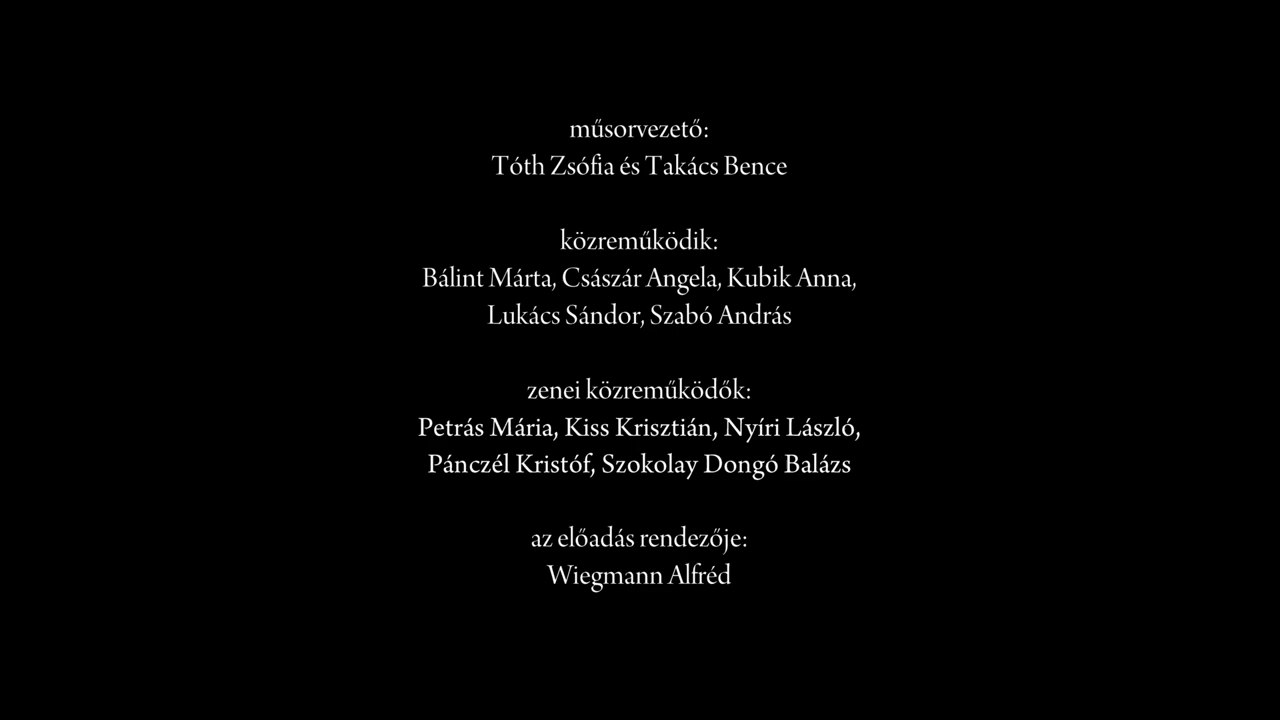 műsorvezető:
Tóth Zsófia és Takács Bence
közreműködik:
Bálint Márta, Császár Angela, Kubik Anna,
Lukács Sándor, Szabó András
zenei közreműködők:
Petrás Mária, Kiss Krisztián, Nyíri László,
Pánczél Kristóf, Szokolay Dongó Balázs
az előadás rendezője:
Wiegmann Alfréd